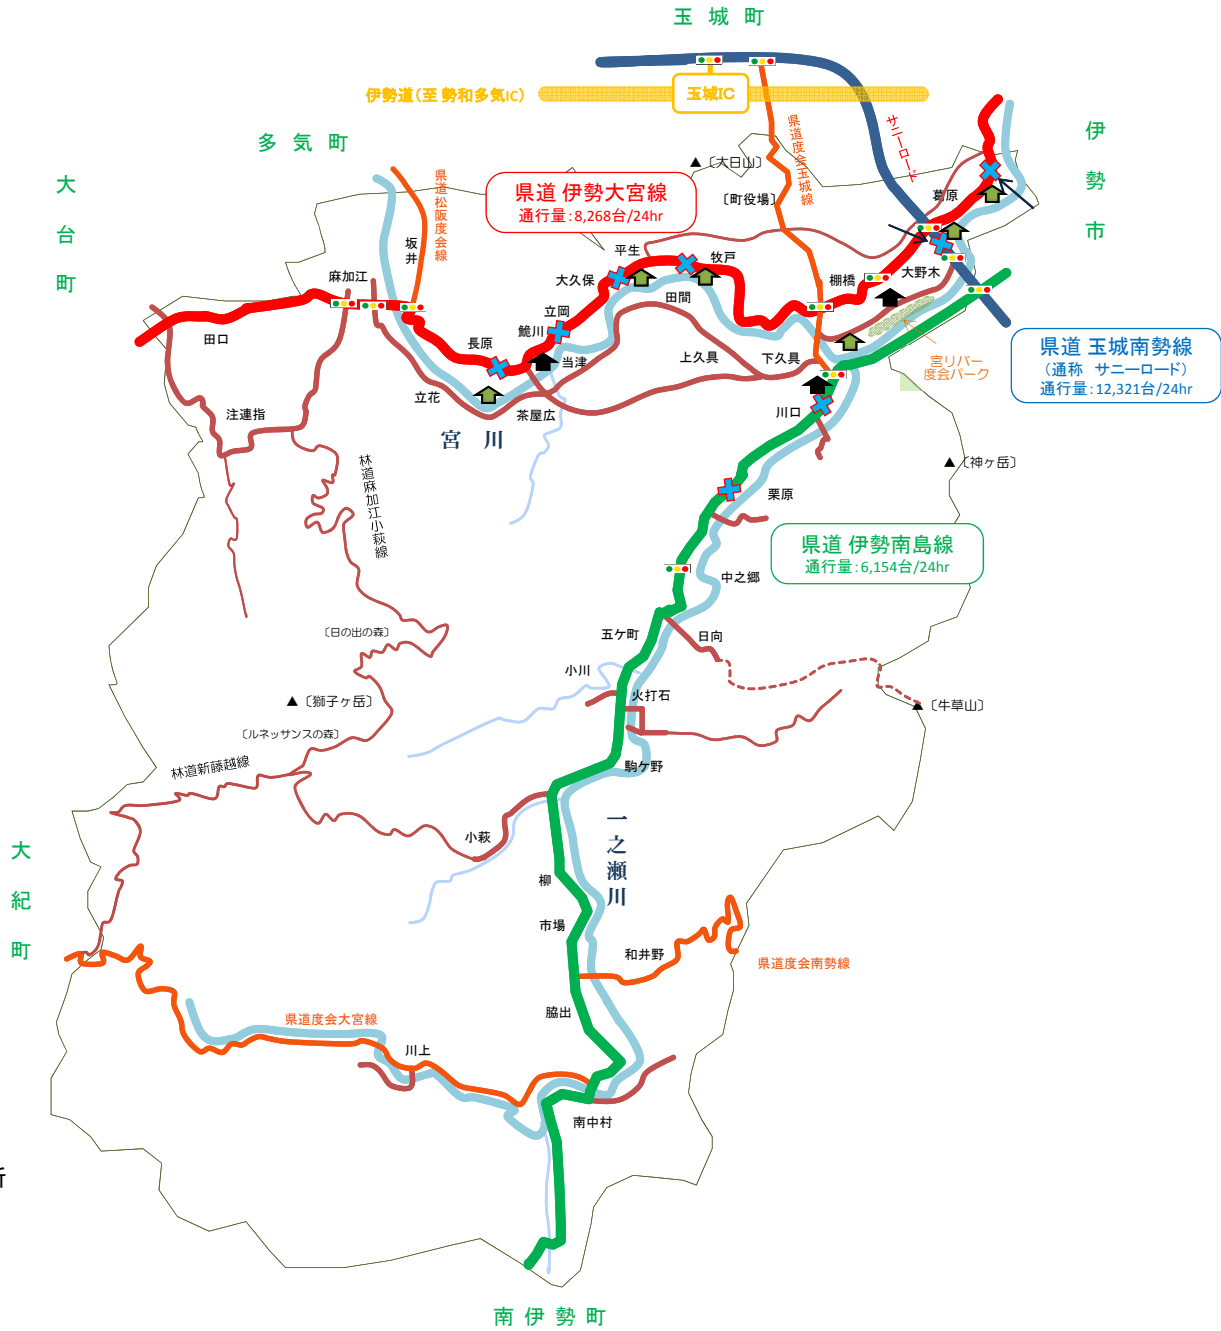 玉城町
伊勢道(至 勢和多気IC)
玉城IC
多気町
伊勢市
大台町
県道松阪度会線
県道 伊勢大宮線
通行量:8,268台/24hr
▲〔大日山〕
〔町役場〕
県道度会玉城線
サニーロード
葛原
坂井
平生
牧戸
麻加江
大久保
棚橋
大野木
田間
立岡
鮠川
田口
長原
当津
上久具
下久具
宮リバー
度会パーク
県道 玉城南勢線
(通称 サニーロード)
通行量:12,321台/24hr
立花
茶屋広
川口
注連指
宮川
▲〔神ヶ岳〕
林道麻加江小萩線
栗原
県道 伊勢南島線
通行量:6,154台/24hr
中之郷
〔日の出の森〕
五ケ町
日向
小川
▲〔獅子ヶ岳〕
火打石
▲〔牛草山〕
〔ルネッサンスの森〕
林道新藤越線
駒ケ野
一之瀬川
小萩
大紀町
柳
市場
和井野
県道度会南勢線
脇出
県道度会大宮線
川上
南中村
所
南伊勢町